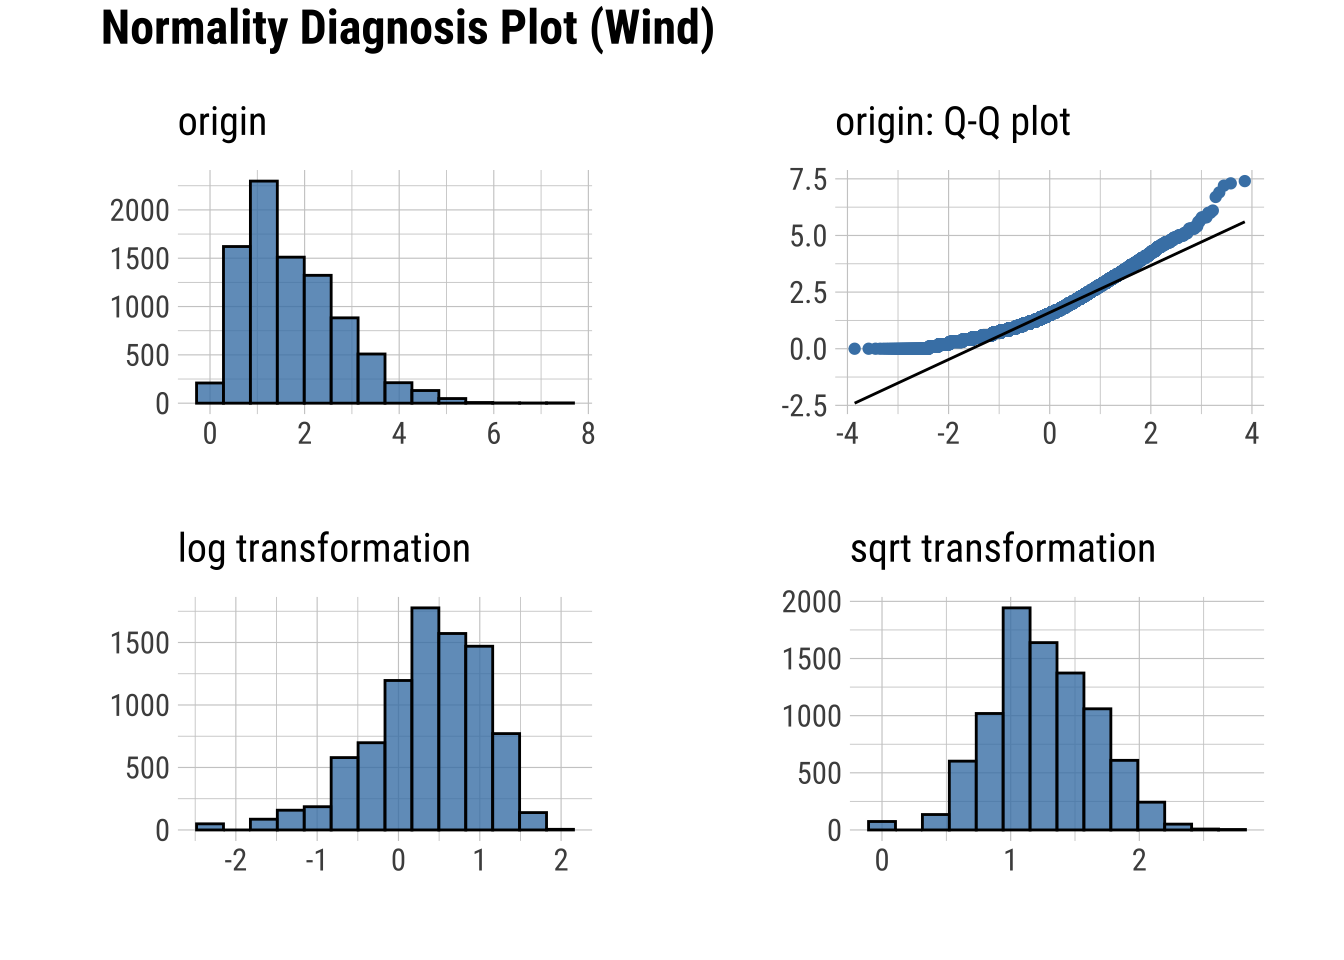 Normality Diagnosis Plot (Wind)
origin
2000
1500
1000
500
0
0 2 4 6 8
origin: Q-Q plot
7.5
5.0
2.5
0.0
-2.5
-4 -2 0 2 4
log transformation
1500
1000
500
0
-2 -1 0 1 2
sqrt transformation
2000
1500
1000
500
0
0 1 2